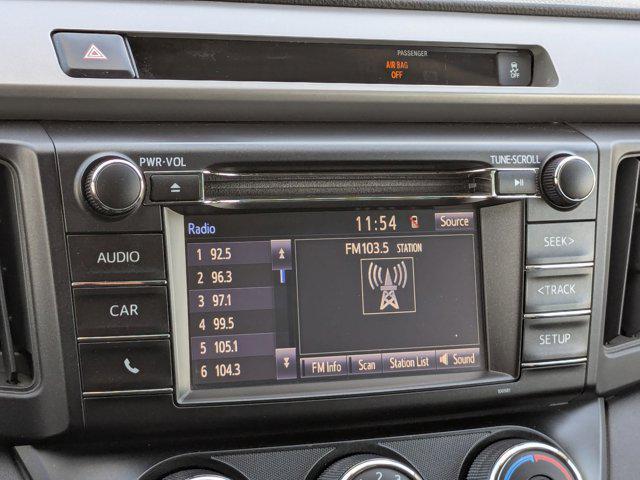 PASSENGER
AIR BAG
OFF
OFF
PWR·VOL
TUNE·SCROLL
AUDIO
CAR
Radio
11:54
Source
1 92.5
2 96.3
3 97.1
4 99.5
5 105.1
6 104.3
FM103.5 STATION
FM Info
Scan
Station List
Sound
SEEK>
<TRACK
SETUP
2